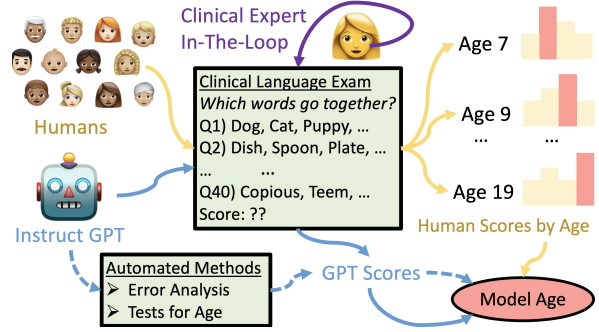 Clinical Expert
In-The-Loop
Humans
Instruct GPT
Clinical Language Exam
Which words go together?
Q1) Dog, Cat, Puppy, …
Q2) Dish, Spoon, Plate, …
… …
Q40) Copious, Teem, …
Score: ??
Age 7
Age 9
... ...
Age 19
Human Scores by Age
Automated Methods
➢ Error Analysis
➢ Tests for Age
GPT Scores
Model Age